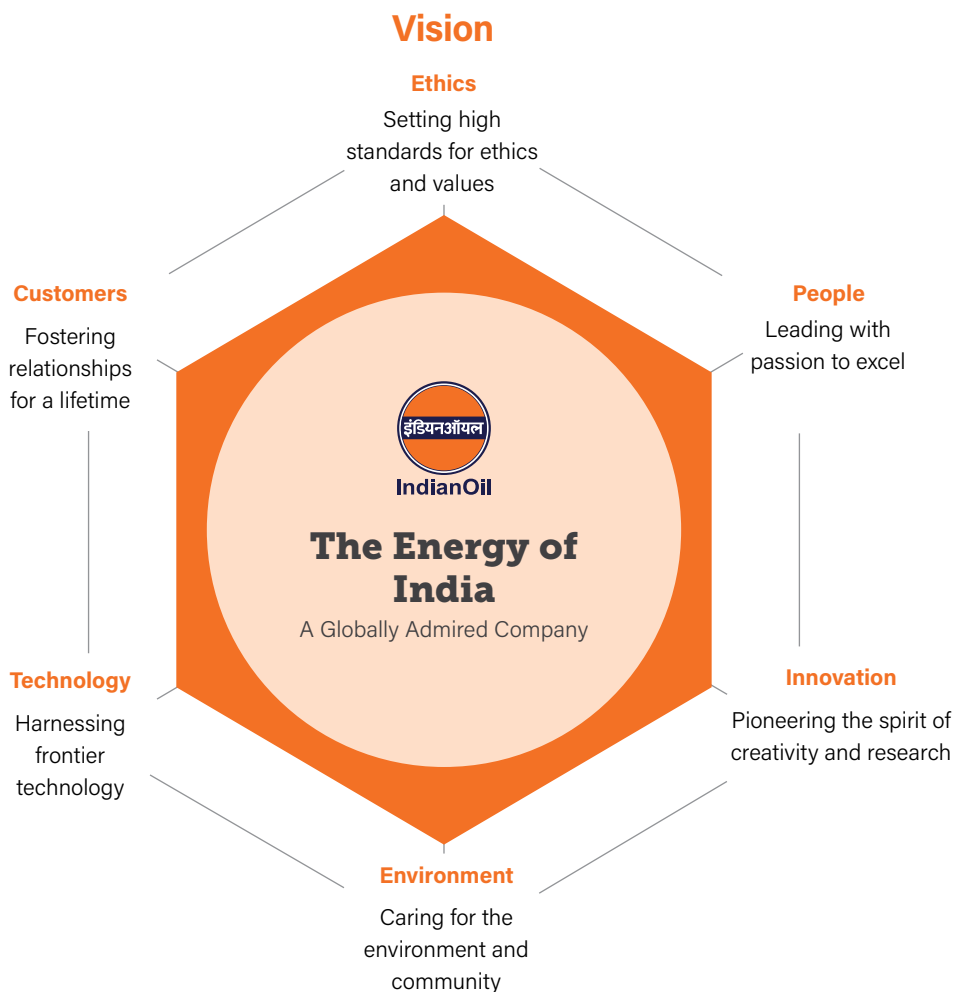 Vision
Ethics
Setting high
standards for ethics
and values
Customers
Fostering
relationships
for a lifetime
People
Leading with
passion to excel
इंडियनऑयल
IndianOil
The Energy of
India
A Globally Admired Company
Technology
Harnessing
frontier
technology
Innovation
Pioneering the spirit of
creativity and research
Environment
Caring for the
environment and
community